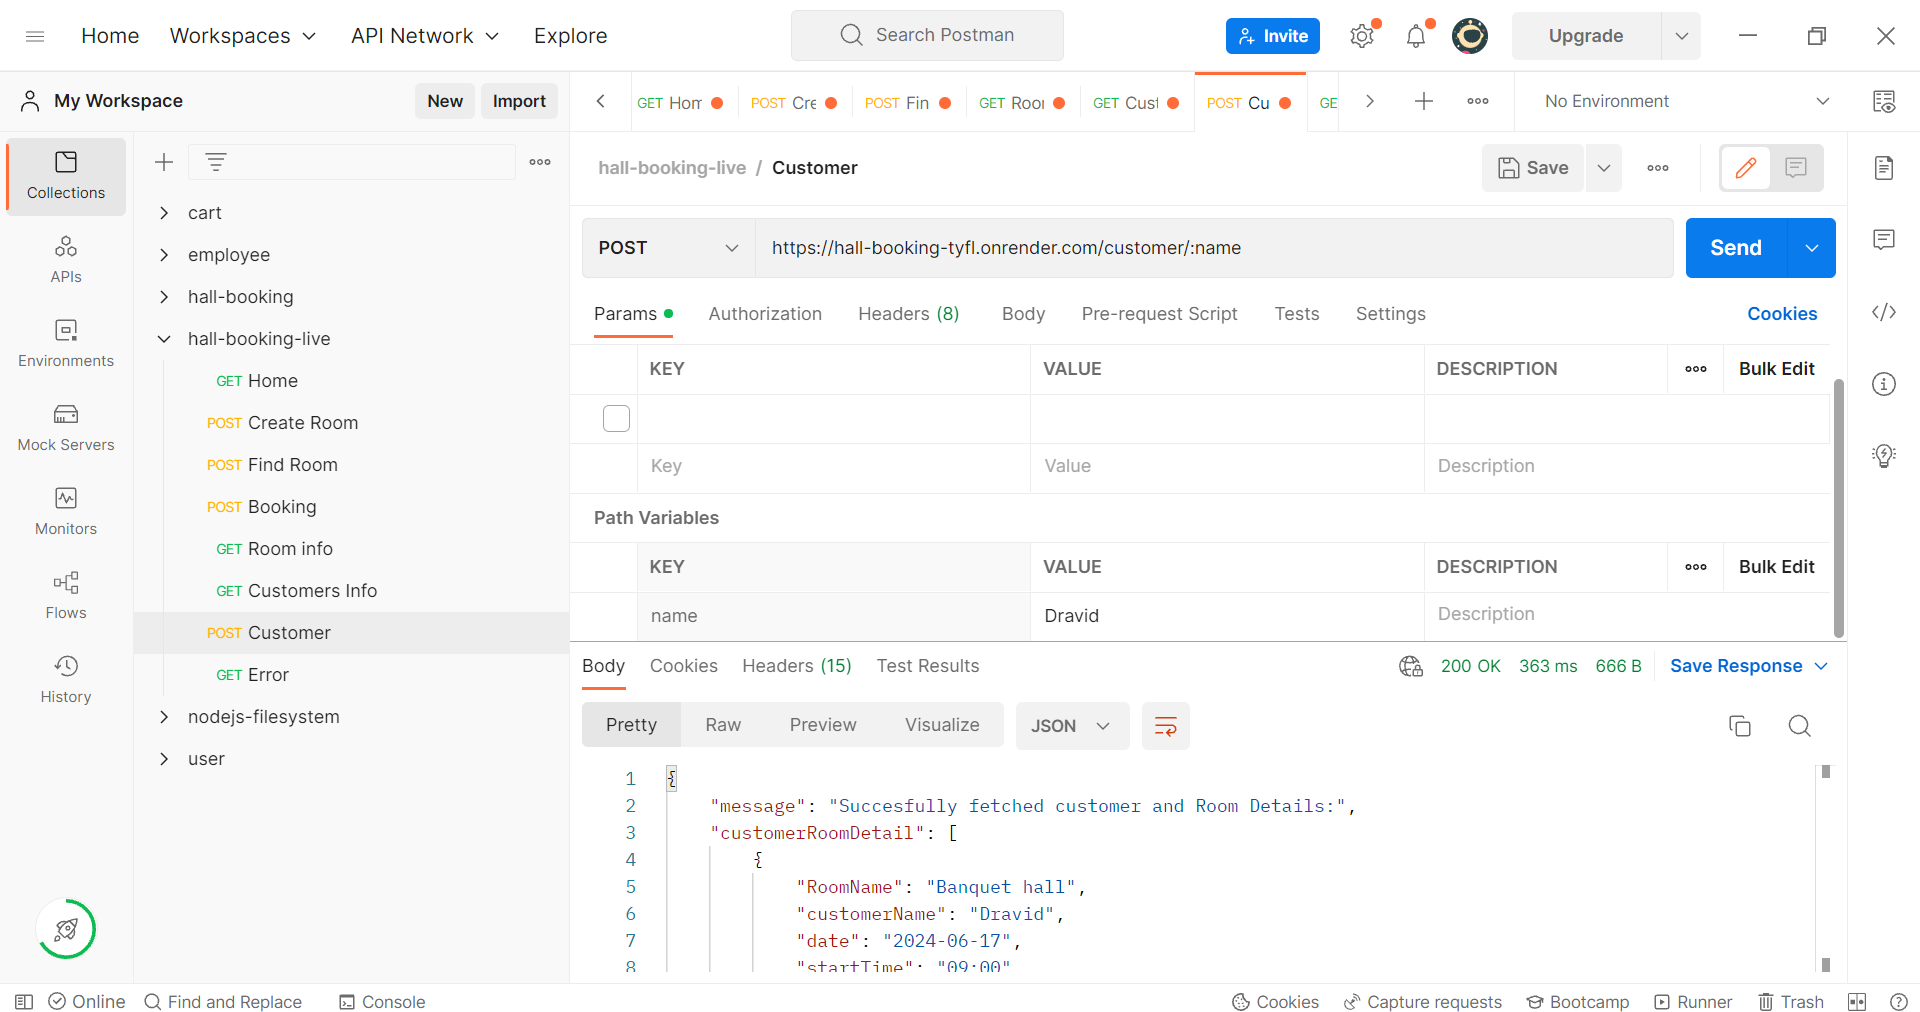 Home Workspaces API Network Explore Search Postman Invite Upgrade
My Workspace New Import
GET Hom POST Cre POST Fin GET Roor GET Cust POST Cu GE No Environment
Collections
APIs
Environments
Mock Servers
Monitors
Flows
History
cart
employee
hall-booking
hall-booking-live
GET Home
POST Create Room
POST Find Room
POST Booking
GET Room info
GET Customers Info
POST Customer
GET Error
nodejs-filesystem
user
hall-booking-live / Customer Save
POST https://hall-booking-tyfl.onrender.com/customer/:name Send
Params Authorization Headers (8) Body Pre-request Script Tests Settings Cookies
KEY VALUE DESCRIPTION Bulk Edit
Key Value Description
Path Variables
KEY VALUE DESCRIPTION Bulk Edit
name Dravid Description
Body Cookies Headers (15) Test Results 200 OK 363 ms 666 B Save Response
Pretty Raw Preview Visualize JSON
1 {
2 "message": "Succesfully fetched customer and Room Details:",
3 "customerRoomDetail": [
4 {
5 "RoomName": "Banquet hall",
6 "customerName": "Dravid",
7 "date": "2024-06-17",
8 "startTime": "09:00"
Online Find and Replace Console Cookies Capture requests Bootcamp Runner Trash